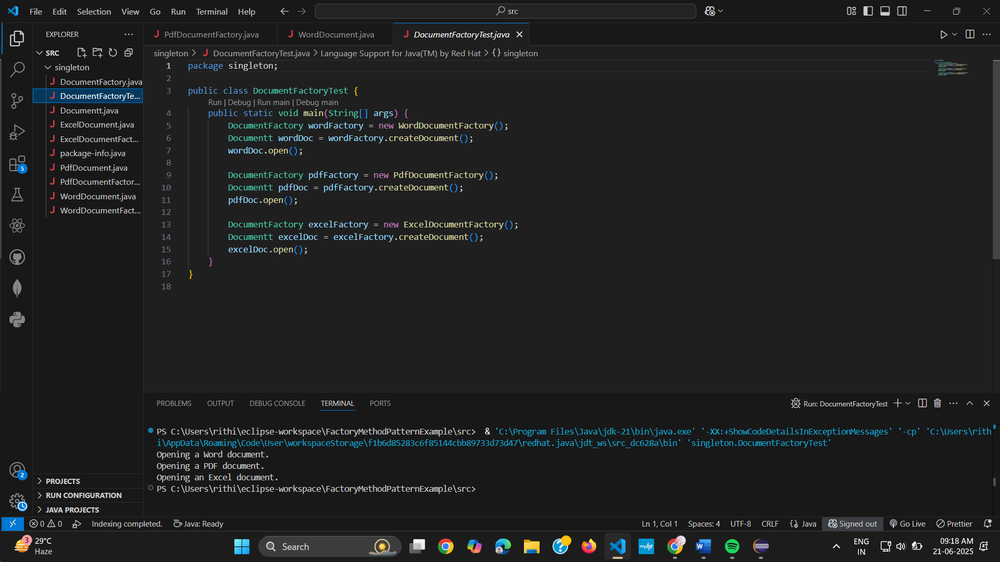 File Edit Selection View Go Run Terminal Help
src
EXPLORER
PdfDocumentFactory.java
WordDocument.java
DocumentFactoryTest.java
SRC
singleton > DocumentFactoryTest.java > Language Support for Java(TM) by Red Hat > {} singleton
singleton
DocumentFactory.java
DocumentFactoryTe...
Documentt.java
ExcelDocument.java
ExcelDocumentFact...
package-info.java
PdfDocument.java
PdfDocumentFactor...
WordDocument.java
WordDocumentFact...
PROJECTS
RUN CONFIGURATION
JAVA PROJECTS
5
2
1 package singleton;
2
3 public class DocumentFactoryTest {
Run | Debug | Run main | Debug main
4 public static void main(String[] args) {
5 DocumentFactory wordFactory = new WordDocumentFactory();
6 Documentt wordDoc = wordFactory.createDocument();
7 wordDoc.open();
8
9 DocumentFactory pdfFactory = new PdfDocumentFactory();
10 Documentt pdfDoc = pdfFactory.createDocument();
11 pdfDoc.open();
12
13 DocumentFactory excelFactory = new ExcelDocumentFactory();
14 Documentt excelDoc = excelFactory.createDocument();
15 excelDoc.open();
16 }
17 }
18
PROBLEMS OUTPUT DEBUG CONSOLE TERMINAL PORTS
Run: DocumentFactoryTest
PS C:\Users\rithi\eclipse-workspace\FactoryMethodPatternExample\src> & 'C:\Program Files\Java\jdk-21\bin\java.exe' '-XX:+ShowCodeDetailsInExceptionMessages' '-cp' 'C:\Users\rith
i\AppData\Roaming\Code\User\workspaceStorage\f1b6d85283c6f85144cbb89733d73d47\redhat.java\jdt_ws\src_dc628a\bin' 'singleton.DocumentFactoryTest'
Opening a Word document.
Opening a PDF document.
Opening an Excel document.
PS C:\Users\rithi\eclipse-workspace\FactoryMethodPatternExample\src>
0 0 Indexing completed. Java: Ready
Ln 1, Col 1 Spaces: 4 UTF-8 CRLF {} Java Signed out Go Live Prettier
3
29°C
Haze
Search
myhp
ENG
IN
09:18 AM
21-06-2025